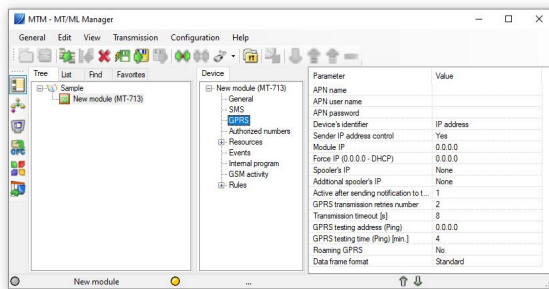 MTM - MT/ML Manager
General Edit View Transmission Configuration Help
Tree List Find Favorites
Sample
New module (MT-713)
Device
New module (MT-713)
General
SMS
GPRS
Authorized numbers
Resources
Events
Internal program
GSM activity
Rules
Parameter Value
APN name
APN user name
APN password
Device's identifier IP address
Sender IP address control Yes
Module IP 0.0.0.0
Force IP (0.0.0.0 - DHCP) 0.0.0.0
Spooler's IP None
Additional spooler's IP None
Active after sending notification to t... 1
GPRS transmission retries number 2
Transmission timeout [s] 8
GPRS testing address (Ping) 0.0.0.0
GPRS testing time (Ping) [min.] 4
Roaming GPRS No
Data frame format Standard
New module ...